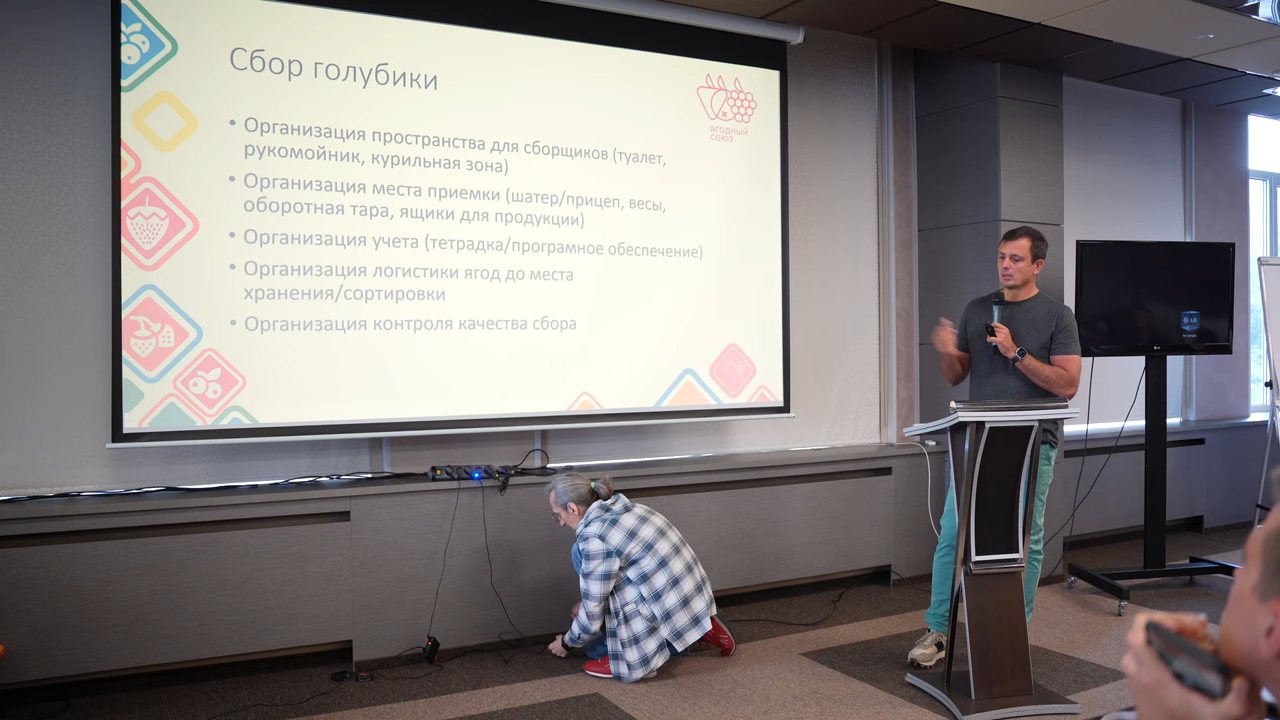 Сбор голубики
ЯГОДНЫЙ
СОЮЗ
• Организация пространства для сборщиков (туалет,
рукомойник, курильная зона)
• Организация места приемки (шатер/прицеп, весы,
оборотная тара, ящики для продукции)
• Организация учета (тетрадка/програмное обеспечение)
• Организация логистики ягод до места
хранения/сортировки
• Организация контроля качества сбора
LG